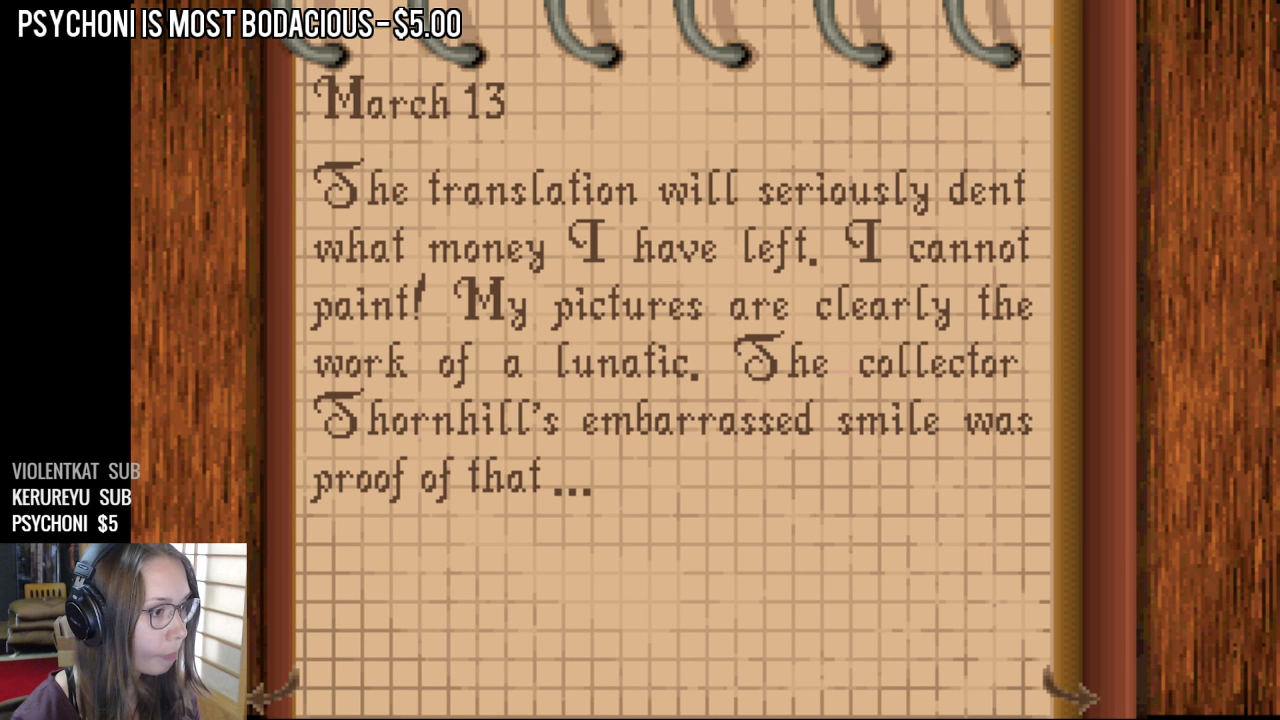 PSYCHONI IS MOST BODACIOUS - $5.00
March 13
The translation will seriously dent
what money I have left. I cannot
paint! My pictures are clearly the
work of a lunatic. The collector
Thornhill's embarrassed smile was
proof of that...
VIOLENTKAT SUB
KERUREYU SUB
PSYCHONI $5